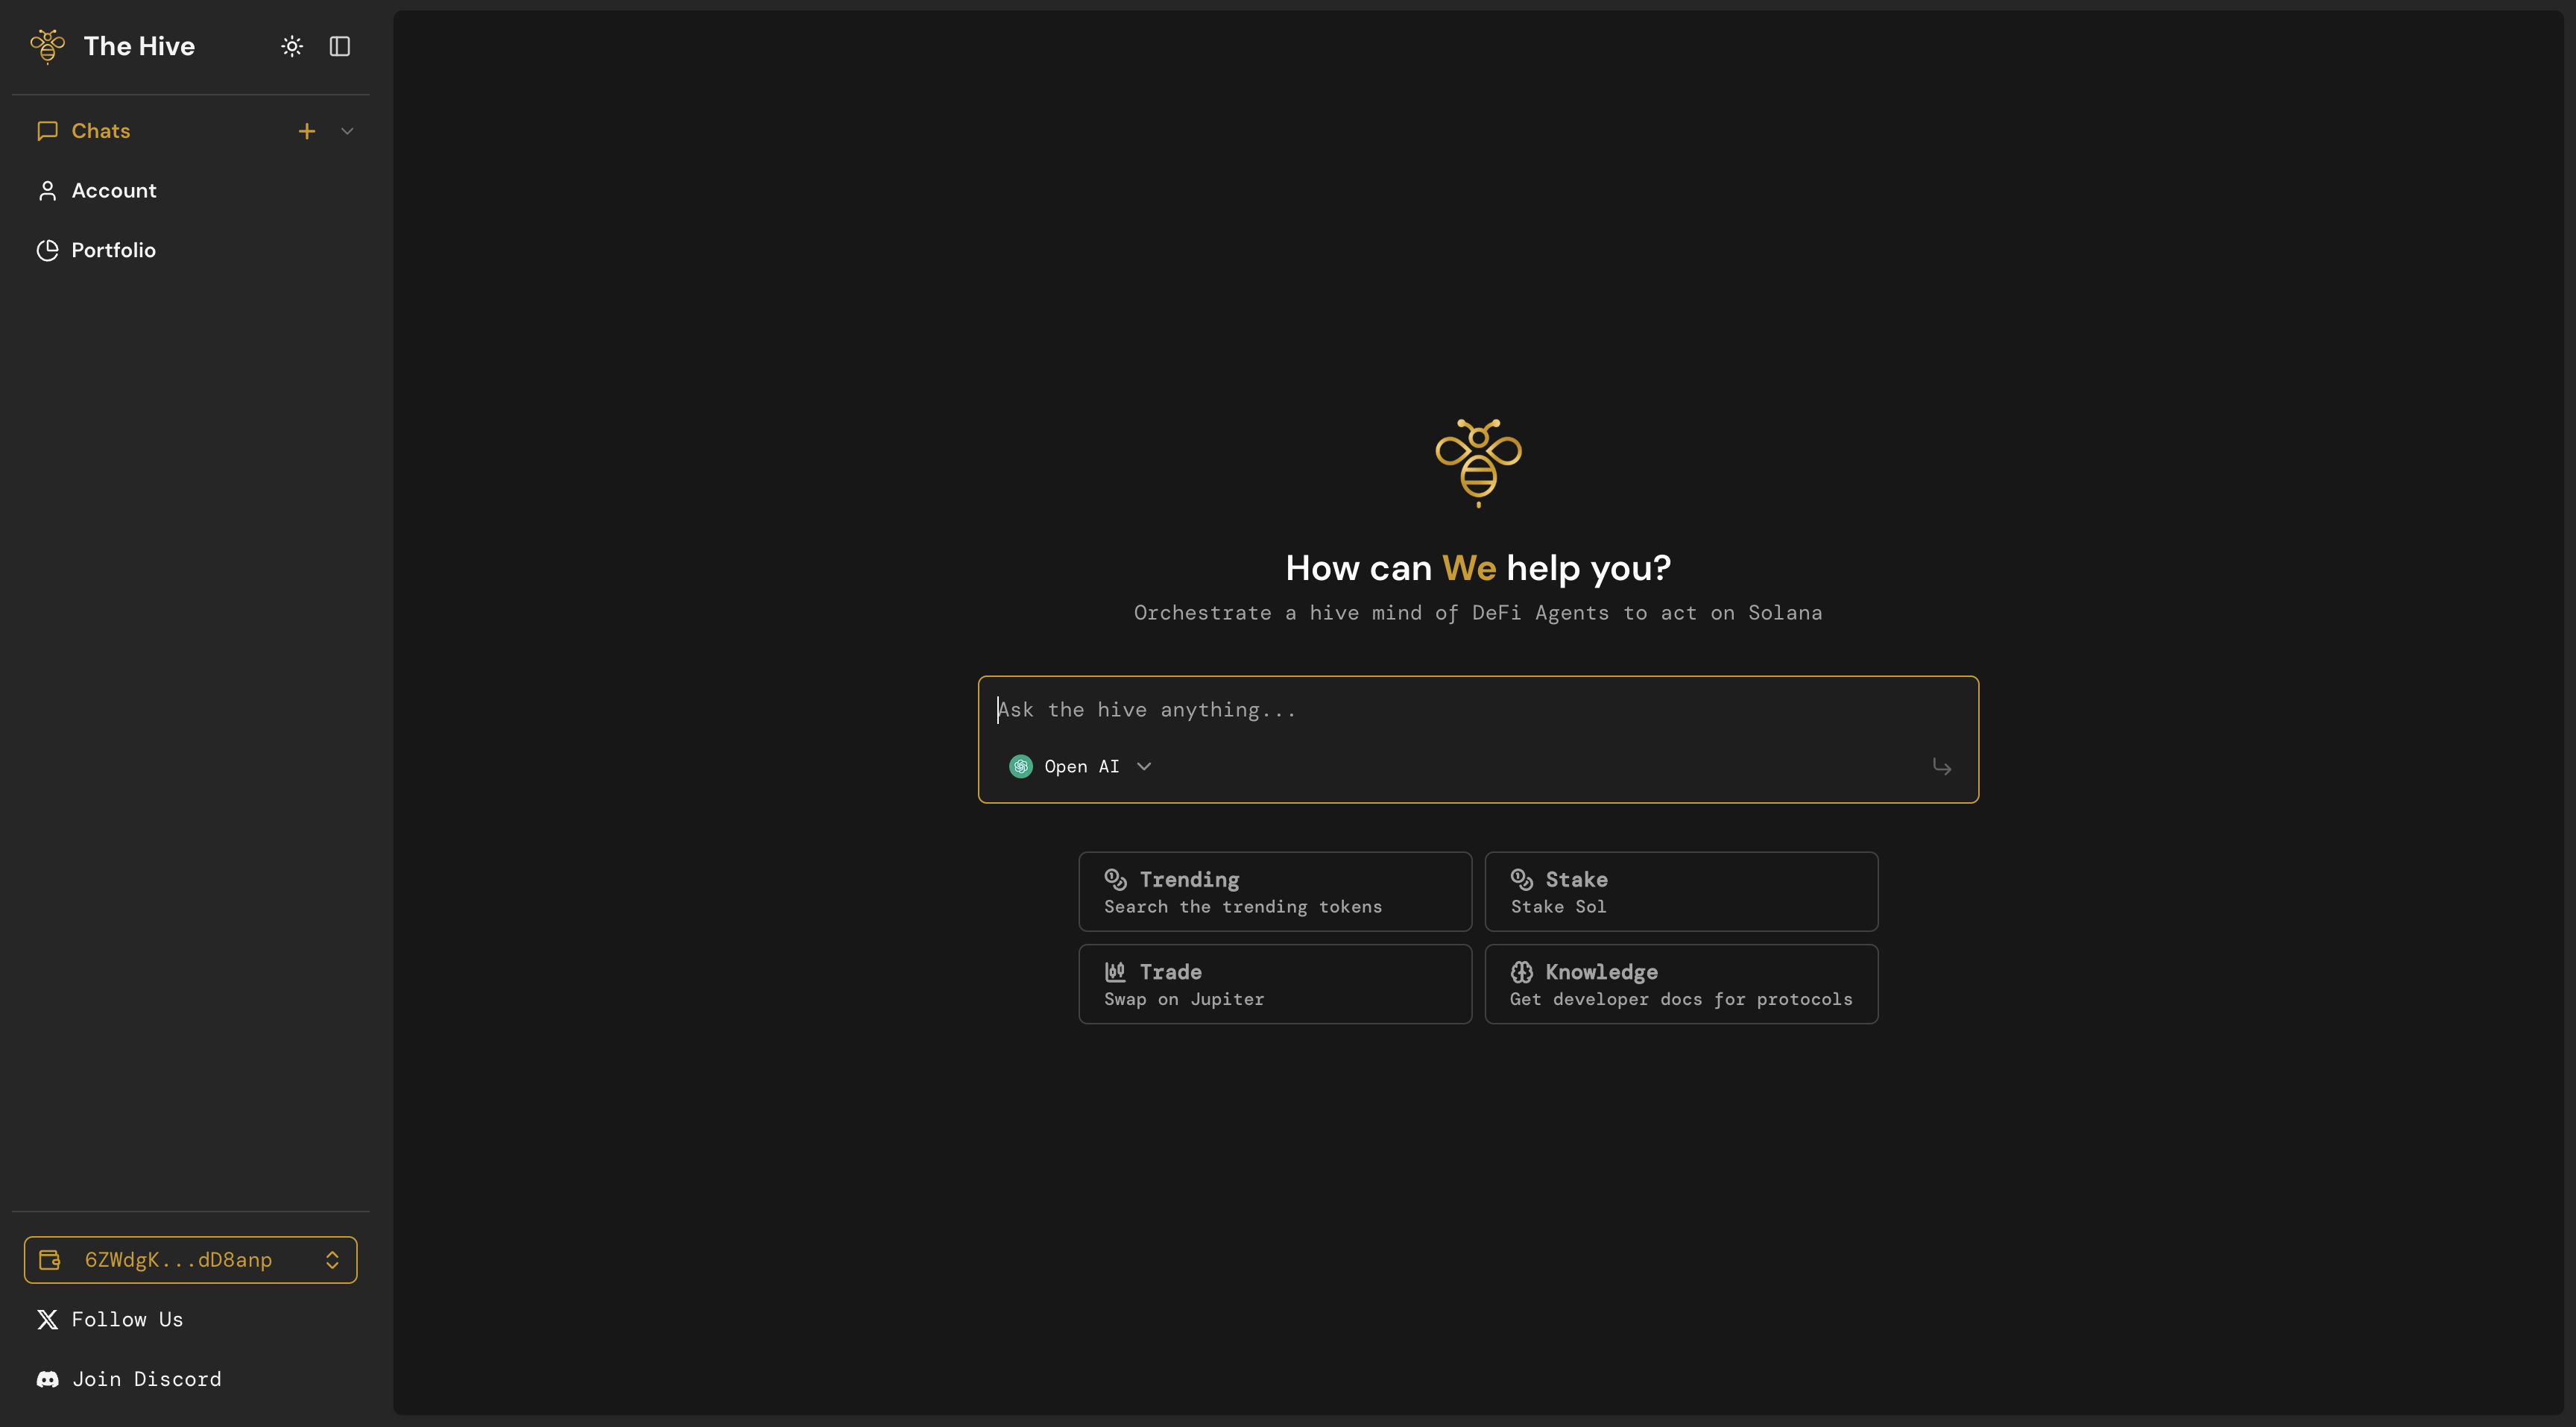 The Hive
Chats
Account
Portfolio
How can We help you?
Orchestrate a hive mind of DeFi Agents to act on Solana
Ask the hive anything...
Open AI
Trending
Search the trending tokens
Stake
Stake Sol
Trade
Swap on Jupiter
Knowledge
Get developer docs for protocols
6ZWdgK...dD8anp
Follow Us
Join Discord